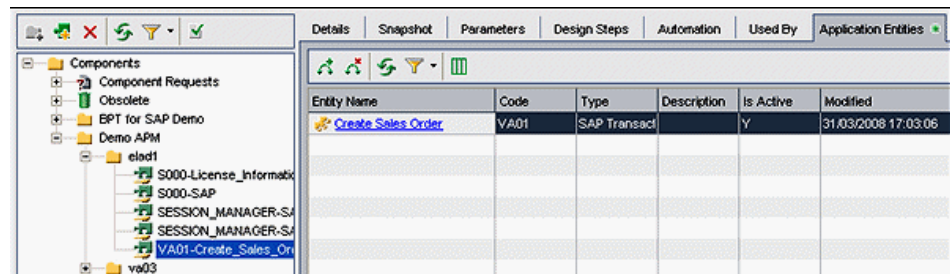 Details Snapshot Parameters Design Steps Automation Used By Application Entities
Components
Component Requests
Obsolete
BPT for SAP Demo
Demo APM
elad1
S000-License_Informatic
S000-SAP
SESSION_MANAGER-SA
SESSION_MANAGER-SA
VA01-Create_Sales_Ord
va03
Entity Name Code Type Description Is Active Modified
Create Sales Order VA01 SAP Transact Y 31/03/2008 17:03:06